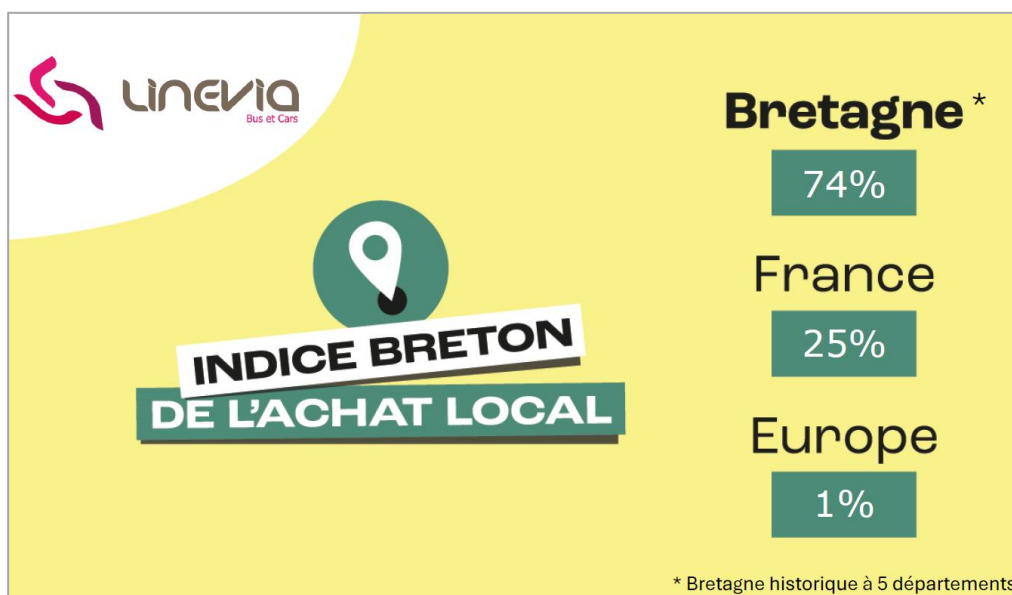 Linevia
Bus et Cars
INDICE BRETON
DE L'ACHAT LOCAL
Bretagne *
74%
France
25%
Europe
1%
* Bretagne historique à 5 départements